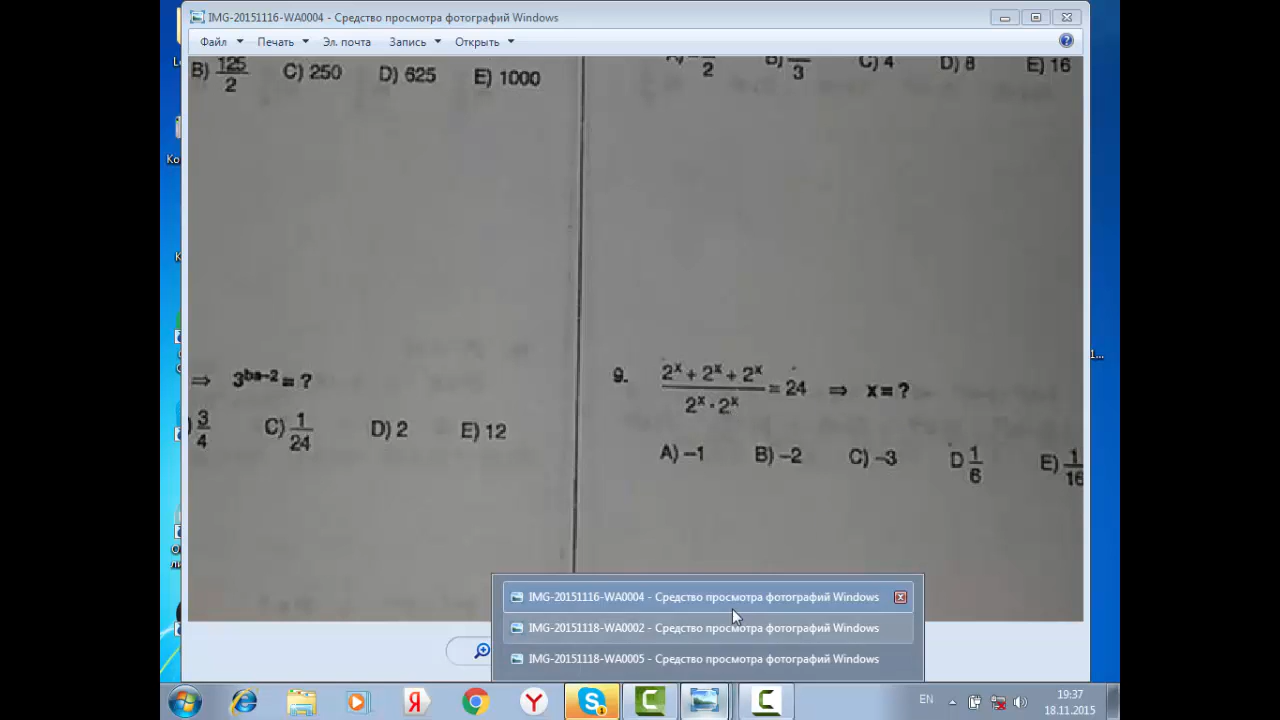 IMG-20151116-WA0004 - Средство просмотра фотографий Windows
Файл Печать Эл. почта Запись Открыть
B) 125/2 C) 250 D) 625 E) 1000
2 B) 3 C) 4 D) 8 E) 16
⇒ 3^ba-2 = ?
) 3/4 C) 1/24 D) 2 E) 12
9. (2^x + 2^x + 2^x)/(2^x · 2^x) = 24 ⇒ x = ?
A) -1 B) -2 C) -3 D 1/6 E) 1/16
IMG-20151116-WA0004 - Средство просмотра фотографий Windows
IMG-20151118-WA0002 - Средство просмотра фотографий Windows
IMG-20151118-WA0005 - Средство просмотра фотографий Windows
EN
19:37
18.11.2015